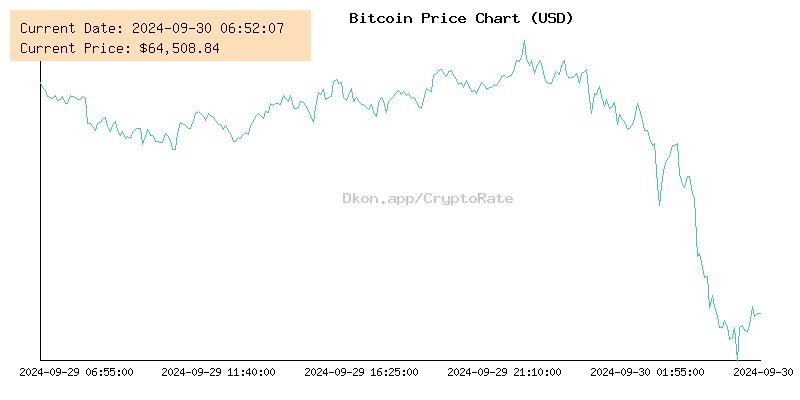 Bitcoin Price Chart (USD)
Current Date: 2024-09-30 06:52:07
Current Price: $64,508.84
Dkon.app/CryptoRate
2024-09-29 06:55:00 2024-09-29 11:40:00 2024-09-29 16:25:00 2024-09-29 21:10:00 2024-09-30 01:55:00 2024-09-30